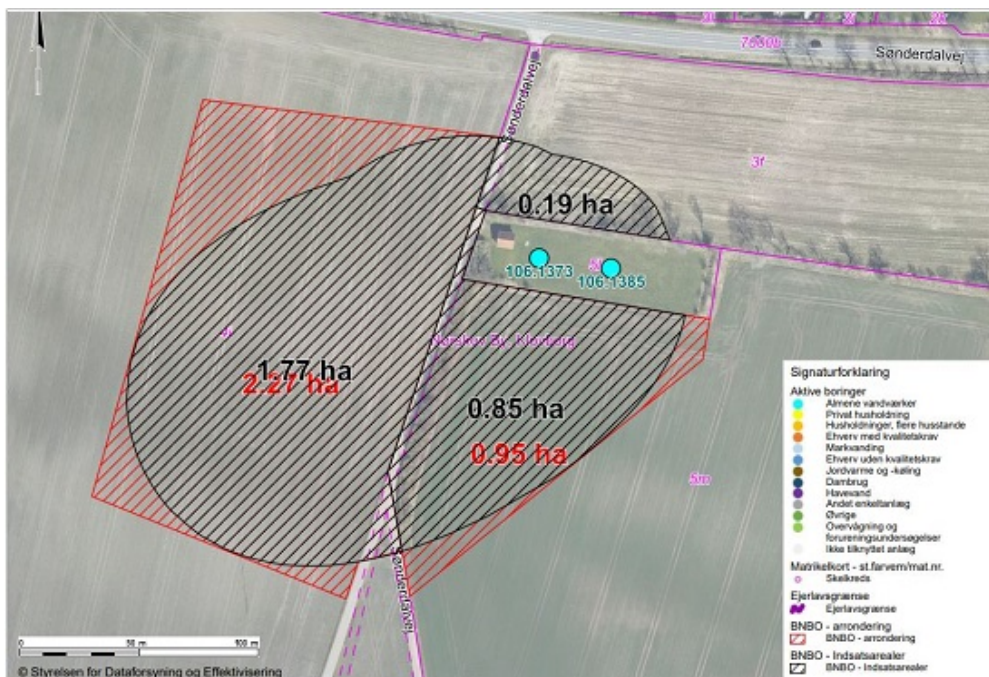 7000b
Sønderdalvej
Sønderdalvej
3f
0.19 ha
106.1373
106.1385
Nørskov By, Klovborg
1.77 ha
2.27 ha
0.85 ha
0.95 ha
5m
Sønderdalvej
0 50 m 100 m
© Styrelsen for Dataforsyning og Effektivisering
Signaturforklaring
Aktive boringer
Almene vandværker
Privat husholdning
Husholdninger, flere husstande
Erhverv med kvalitetskrav
Markvanding
Erhverv uden kvalitetskrav
Jordvarme og -køling
Dambrug
Havevand
Andet enkeltanlæg
Øvrige
Overvågning og
forureningsundersøgelser
Ikke tilknyttet anlæg
Matrikelkort - st.farvem/mat.nr.
Skelkreds
Ejerlavsgrænse
Ejerlavsgrænse
BNBO - arrondering
BNBO - arrondering
BNBO - Indsatsarealer
BNBO - Indsatsarealer